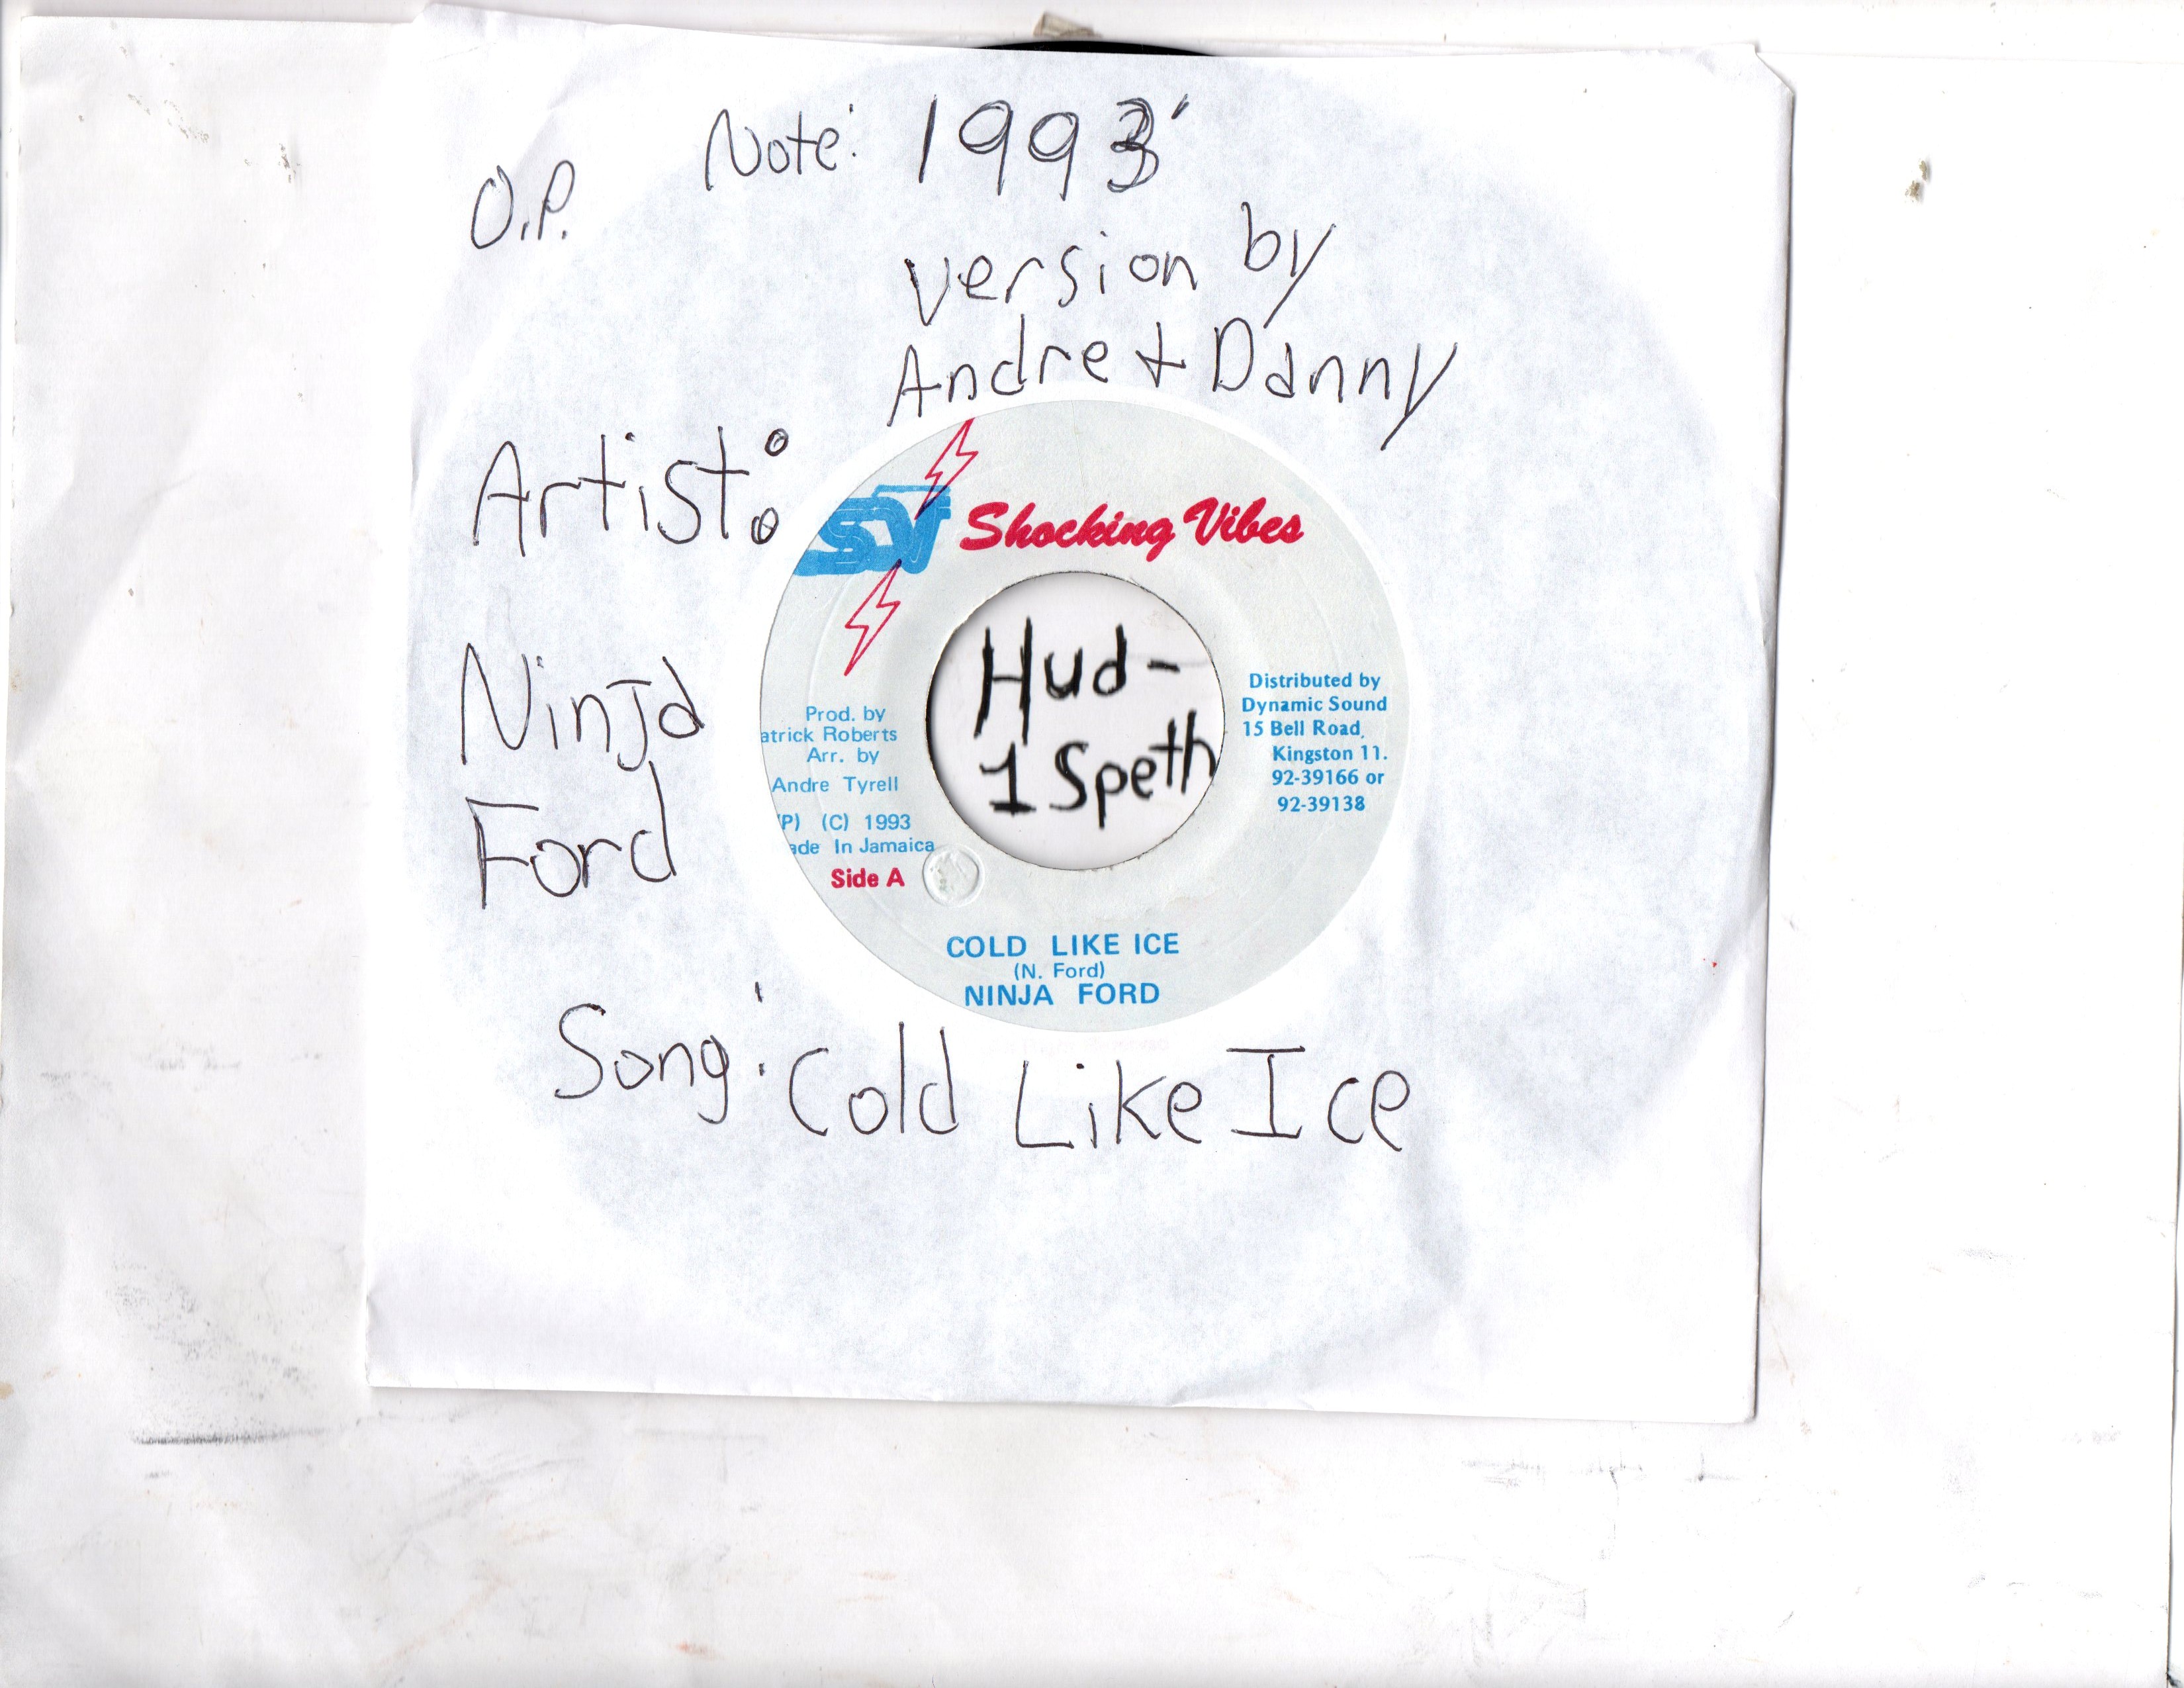 Note: 1993'
O.P.
version by
Andre + Danny
Artist:
Ninja
Ford
SV
Shocking Vibes
Hud-
1 Speth
Prod. by
atrick Roberts
Arr. by
Andre Tyrell
P) (C) 1993
ade In Jamaica
Side A
Distributed by
Dynamic Sound
15 Bell Road,
Kingston 11.
92-39166 or
92-39138
COLD LIKE ICE
(N. Ford)
NINJA FORD
Song: Cold Like Ice